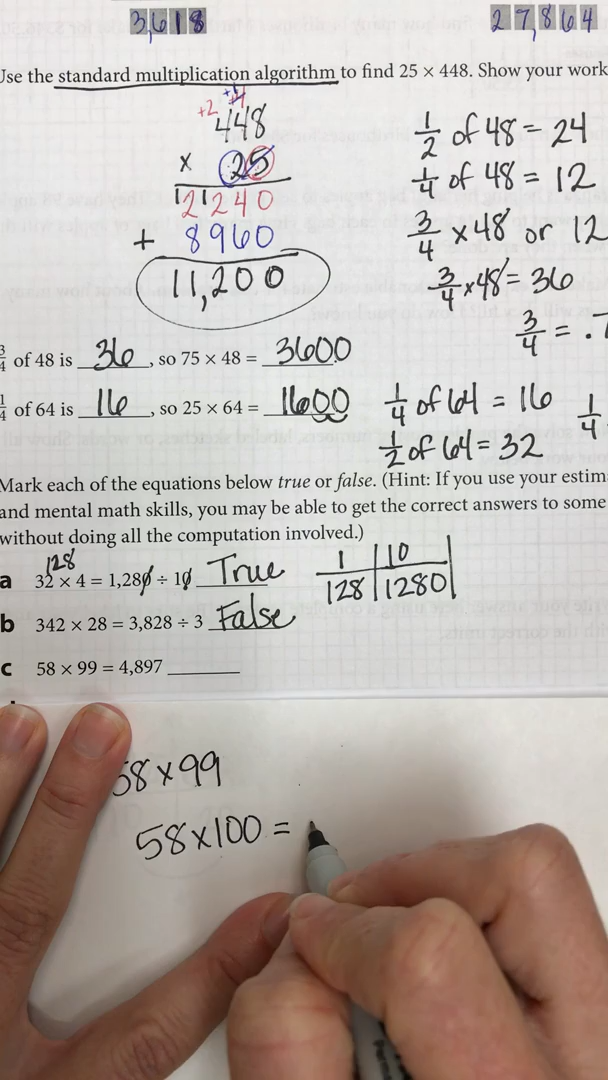 3,618 27,864
Use the standard multiplication algorithm to find 25 × 448. Show your work
+2 +4
448
× 25
2240
+ 8960
11,200
1/2 of 48 = 24
1/4 of 48 = 12
3/4 × 48 or 12
3/4 × 48 = 36
3/4 = .7
3/4 of 48 is 36, so 75 × 48 = 3600
1/4 of 64 is 16, so 25 × 64 = 1600
1/4 of 64 = 16 1/4
1/2 of 64 = 32
Mark each of the equations below true or false. (Hint: If you use your estim
and mental math skills, you may be able to get the correct answers to some
without doing all the computation involved.)
128
a 32 × 4 = 1,280 ÷ 10 True
1 10
128 1280
b 342 × 28 = 3,828 ÷ 3 False
c 58 × 99 = 4,897
58 × 99
58 × 100 =